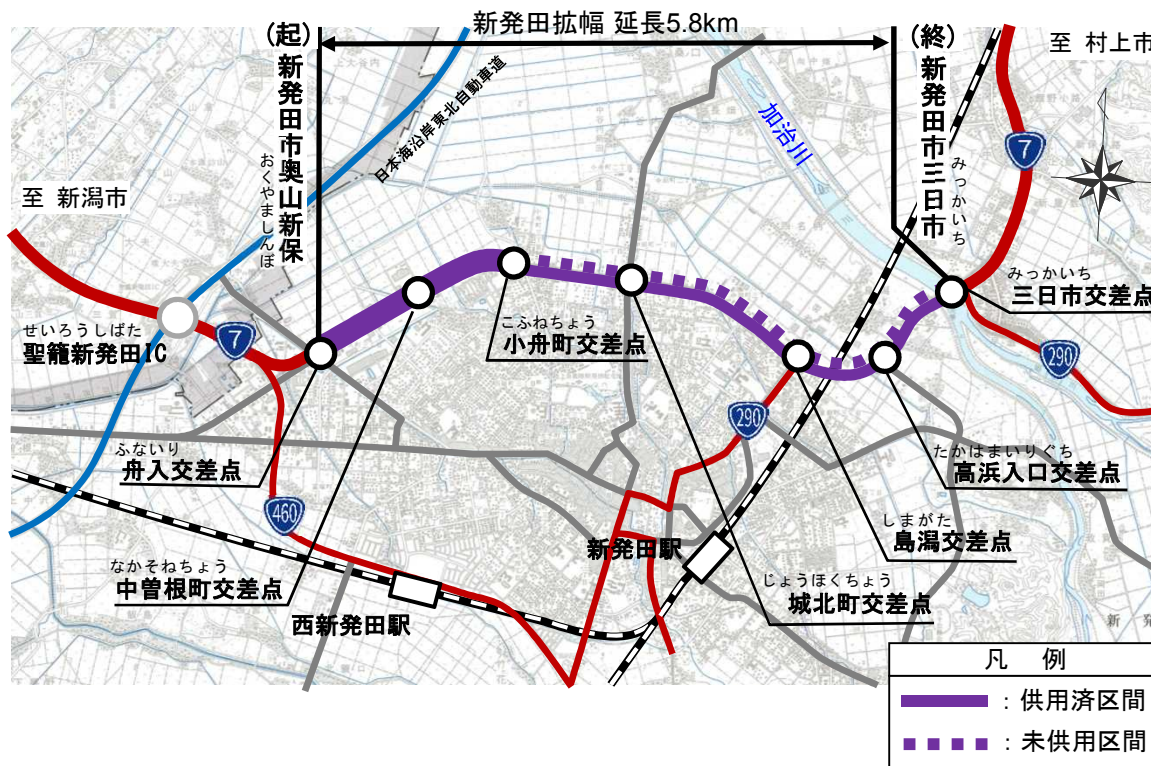 新発田拡幅 延長5.8km
(起)
新発田市奥山新保
おくやましんぽ
(終)
新発田市三日市
みっかいち
至 村上市
至 新潟市
日本海沿岸東北自動車道
加治川
7
7
せいろうしばた
聖籠新発田IC
みっかいち
三日市交差点
こふねちょう
小舟町交差点
290
290
ふないり
舟入交差点
たかはまいりぐち
高浜入口交差点
460
しまがた
島潟交差点
新発田駅
なかそねちょう
中曽根町交差点
じょうほくちょう
城北町交差点
西新発田駅
凡 例
：供用済区間
：未供用区間